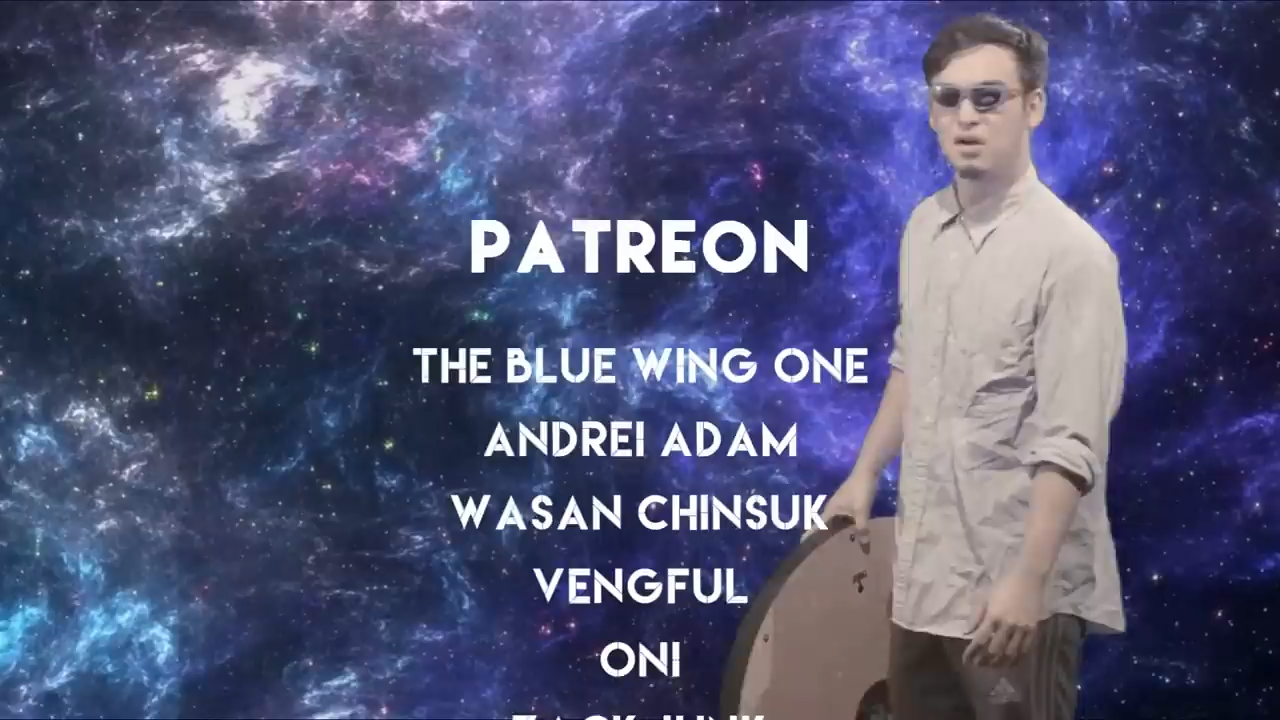 PATREON
THE BLUE WING ONE
ANDREI ADAM
WASAN CHINSUK
VENGFUL
ONI